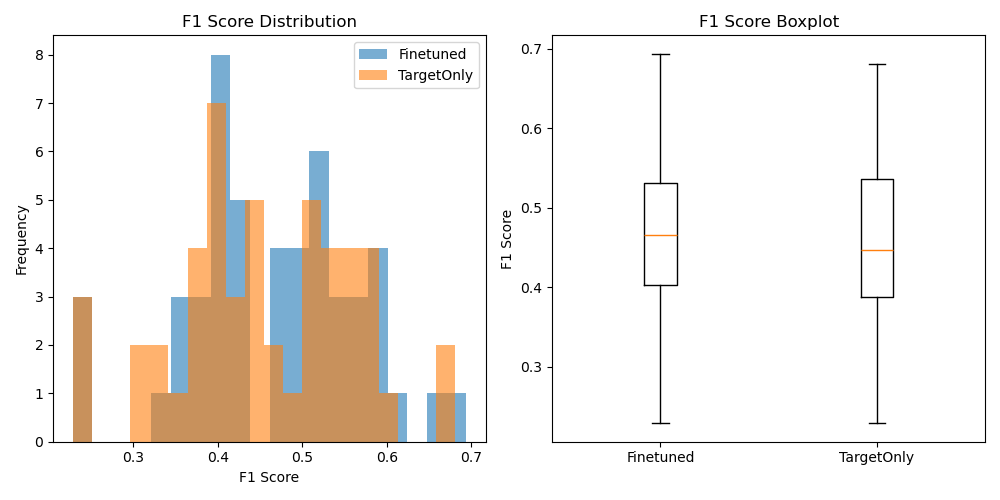 F1 Score Distribution
Finetuned
TargetOnly
8
7
6
5
4
3
2
1
0
Frequency
0.3 0.4 0.5 0.6 0.7
F1 Score
F1 Score Boxplot
0.7
0.6
0.5
0.4
0.3
F1 Score
Finetuned TargetOnly